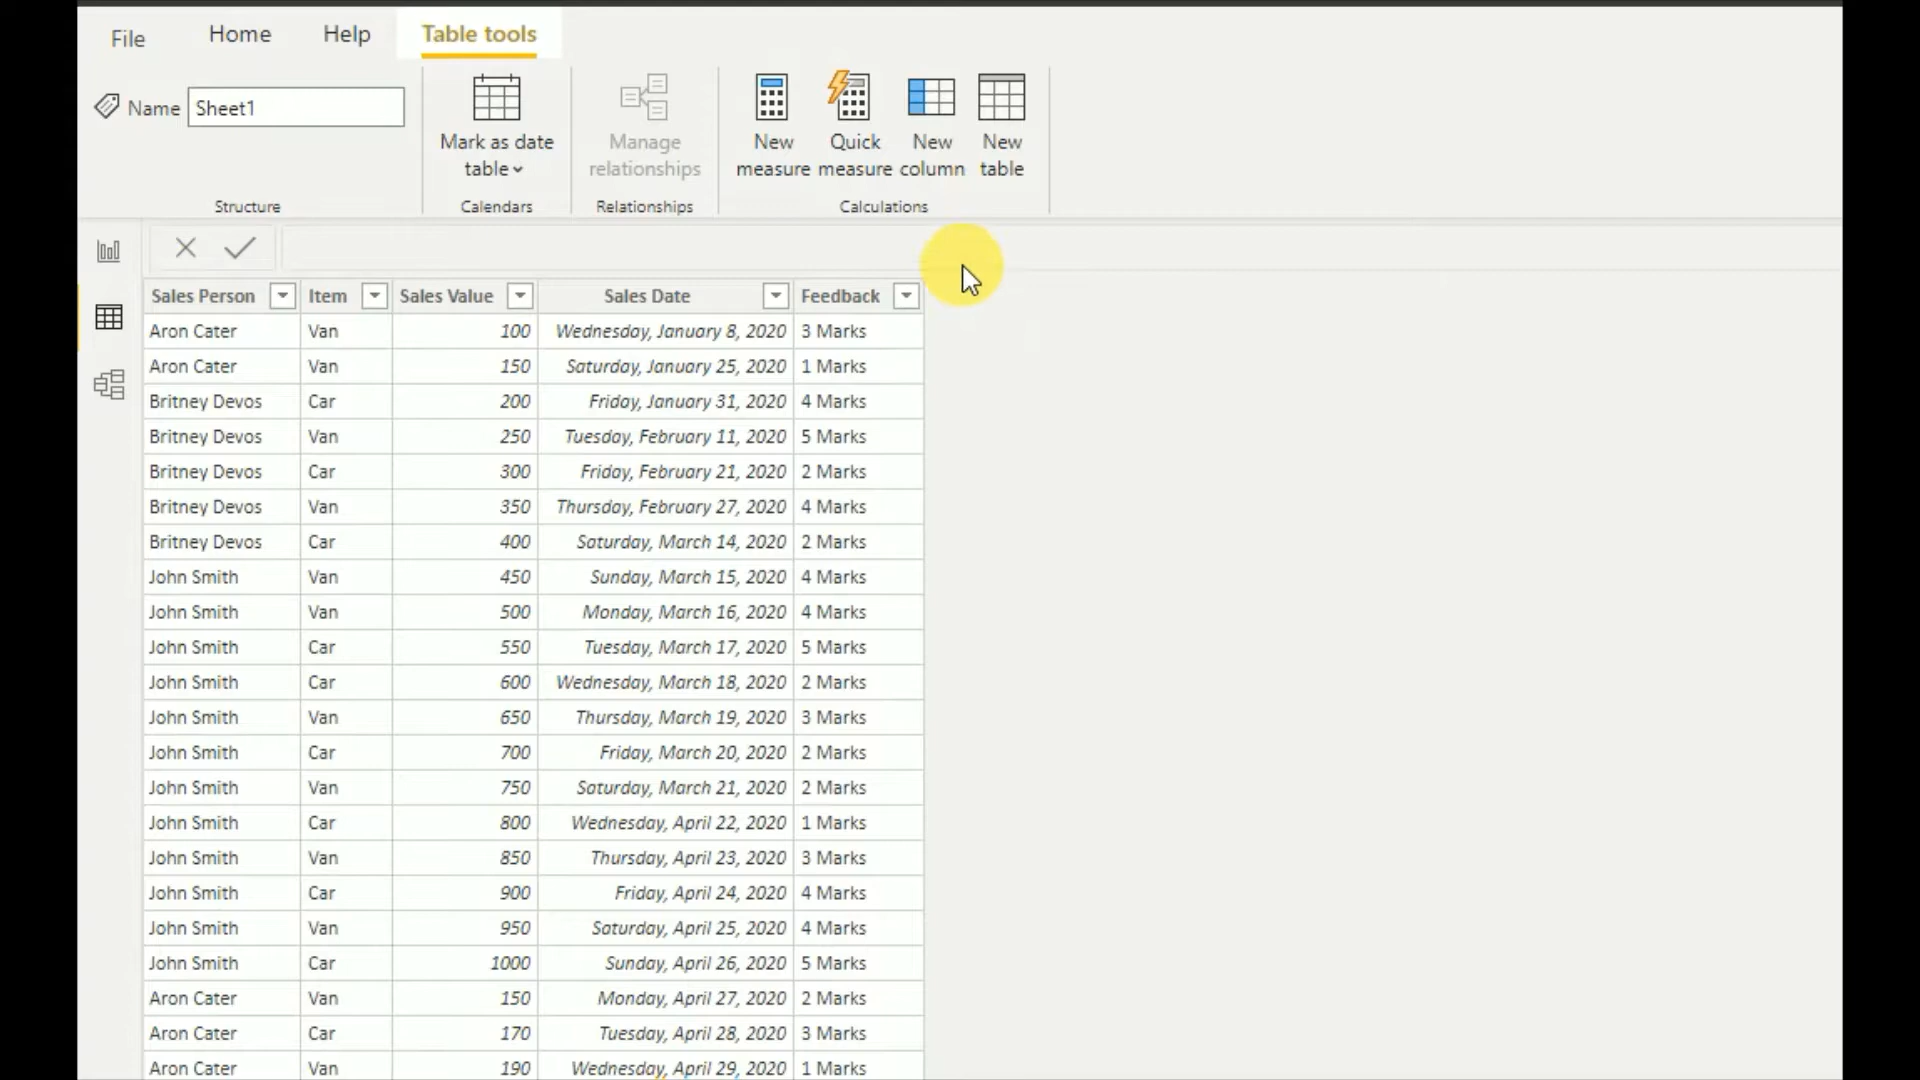 File Home Help Table tools
Name Sheet1
Mark as date table
Manage relationships
New measure
Quick measure
New column
New table
Structure Calendars Relationships Calculations
Sales Person Item Sales Value Sales Date Feedback
Aron Cater Van 100 Wednesday, January 8, 2020 3 Marks
Aron Cater Van 150 Saturday, January 25, 2020 1 Marks
Britney Devos Car 200 Friday, January 31, 2020 4 Marks
Britney Devos Van 250 Tuesday, February 11, 2020 5 Marks
Britney Devos Car 300 Friday, February 21, 2020 2 Marks
Britney Devos Van 350 Thursday, February 27, 2020 4 Marks
Britney Devos Car 400 Saturday, March 14, 2020 2 Marks
John Smith Van 450 Sunday, March 15, 2020 4 Marks
John Smith Van 500 Monday, March 16, 2020 4 Marks
John Smith Car 550 Tuesday, March 17, 2020 5 Marks
John Smith Car 600 Wednesday, March 18, 2020 2 Marks
John Smith Van 650 Thursday, March 19, 2020 3 Marks
John Smith Car 700 Friday, March 20, 2020 2 Marks
John Smith Van 750 Saturday, March 21, 2020 2 Marks
John Smith Car 800 Wednesday, April 22, 2020 1 Marks
John Smith Van 850 Thursday, April 23, 2020 3 Marks
John Smith Car 900 Friday, April 24, 2020 4 Marks
John Smith Van 950 Saturday, April 25, 2020 4 Marks
John Smith Car 1000 Sunday, April 26, 2020 5 Marks
Aron Cater Van 150 Monday, April 27, 2020 2 Marks
Aron Cater Car 170 Tuesday, April 28, 2020 3 Marks
Aron Cater Van 190 Wednesday, April 29, 2020 1 Marks